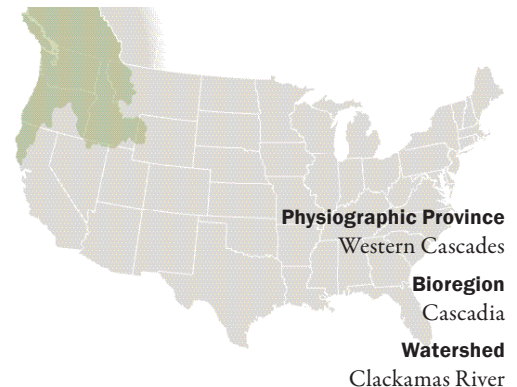 Physiographic Province
Western Cascades
Bioregion
Cascadia
Watershed
Clackamas River